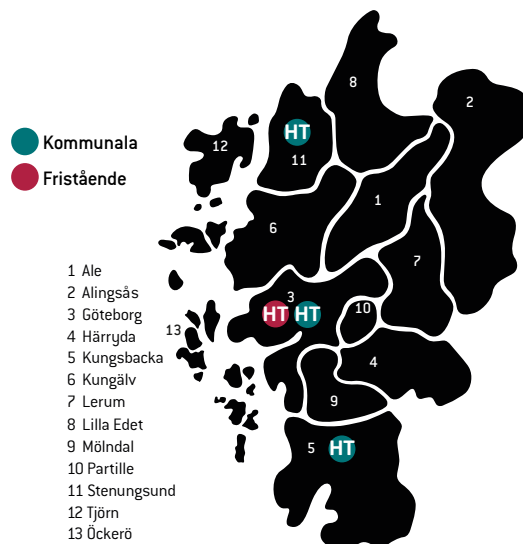 8
2
HT
12
11
Kommunala
Fristående
1
6
7
3
HT HT
10
13
4
9
5 HT
1 Ale
2 Alingsås
3 Göteborg
4 Härryda
5 Kungsbacka
6 Kungälv
7 Lerum
8 Lilla Edet
9 Mölndal
10 Partille
11 Stenungsund
12 Tjörn
13 Öckerö